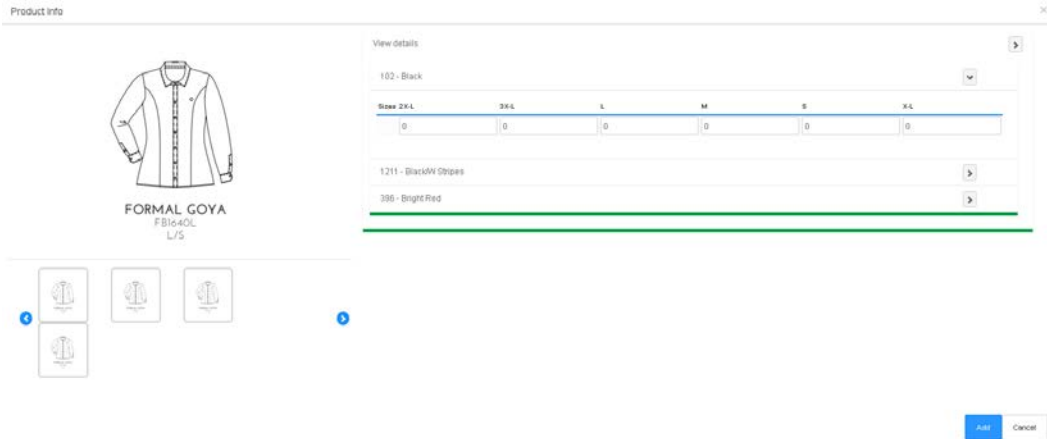 Product Info
×
FORMAL GOYA
FB1640L
L/S
View details
102 - Black
Sizes 2X-L 3X-L L M S X-L
0 0 0 0 0 0
1211 - Black/W Stripes
396 - Bright Red
Add Cancel